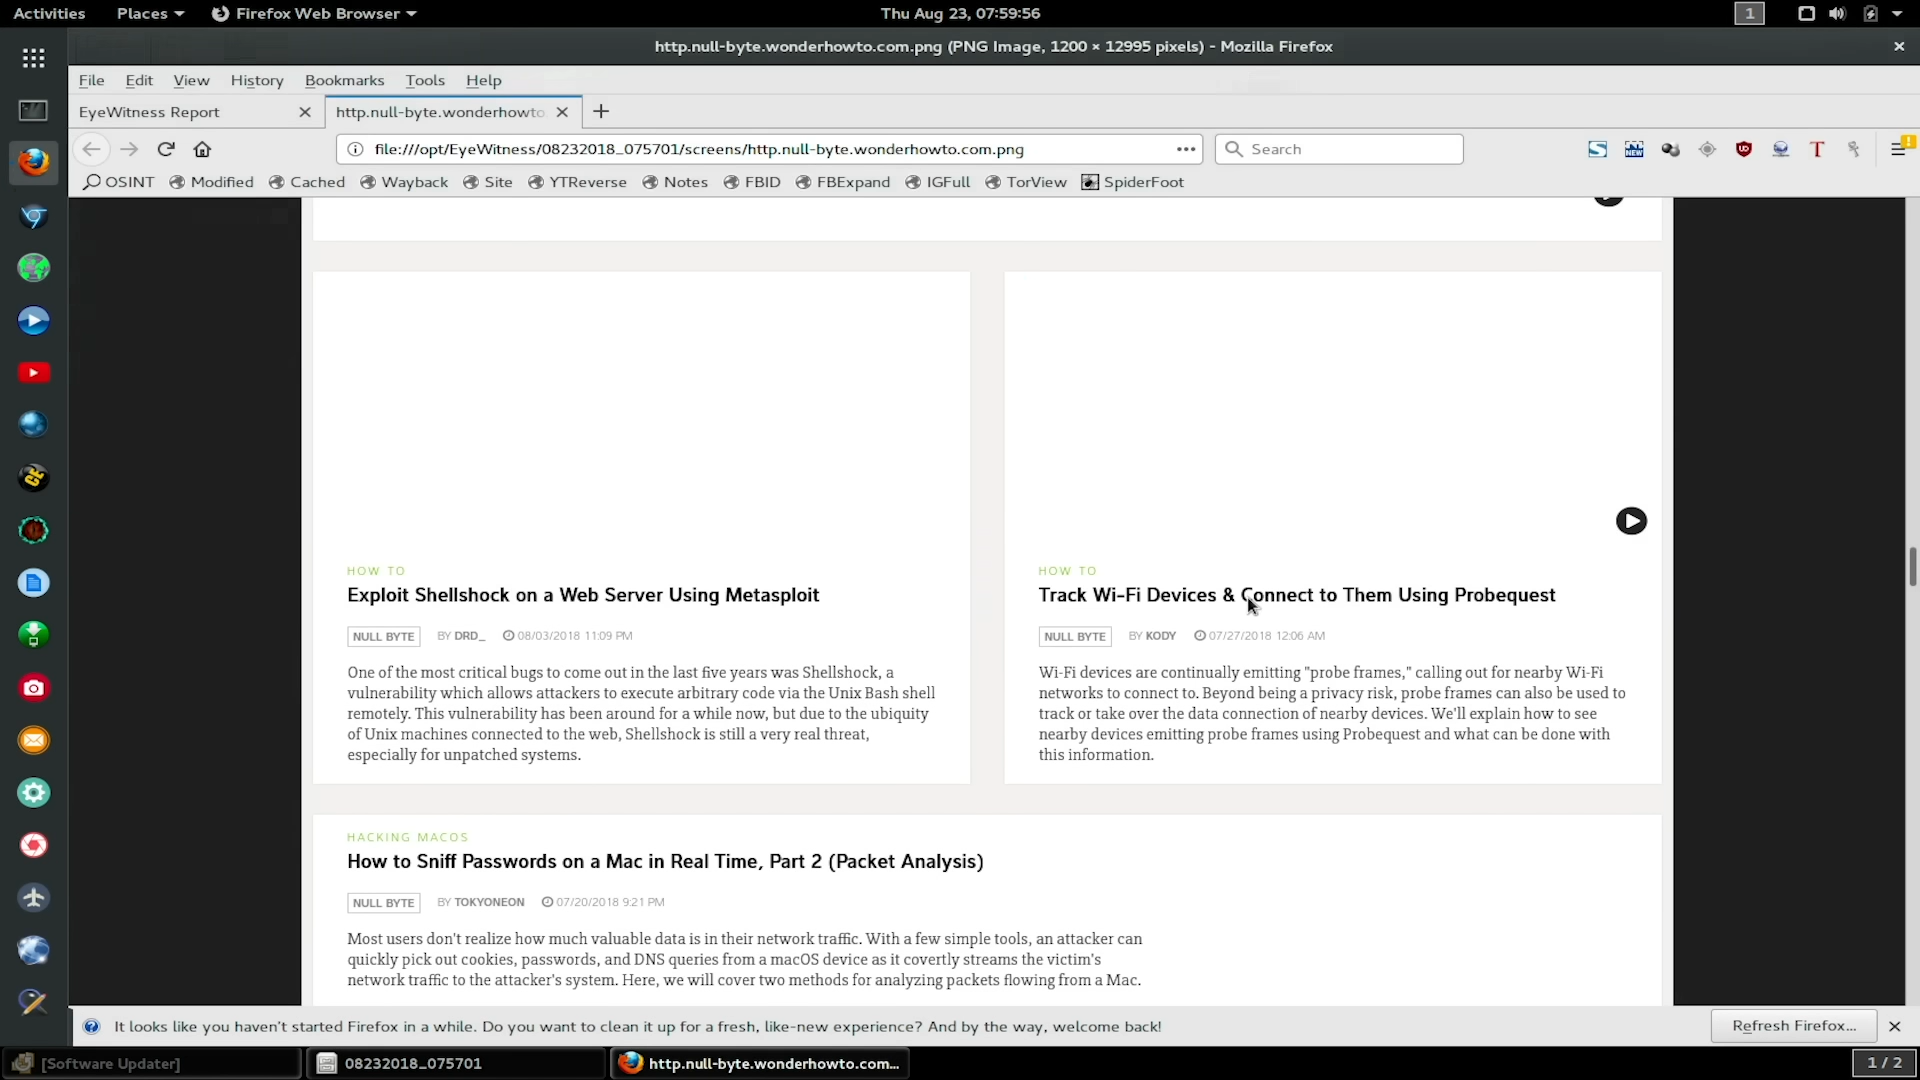 Activities Places Firefox Web Browser Thu Aug 23, 07:59:56 1
http.null-byte.wonderhowto.com.png (PNG Image, 1200 × 12995 pixels) - Mozilla Firefox
File Edit View History Bookmarks Tools Help
EyeWitness Report http.null-byte.wonderhowto
file:///opt/EyeWitness/08232018_075701/screens/http.null-byte.wonderhowto.com.png Search
OSINT Modified Cached Wayback Site YTReverse Notes FBID FBExpand IGFull TorView SpiderFoot
HOW TO
Exploit Shellshock on a Web Server Using Metasploit
NULL BYTE BY DRD_ 08/03/2018 11:09 PM
One of the most critical bugs to come out in the last five years was Shellshock, a
vulnerability which allows attackers to execute arbitrary code via the Unix Bash shell
remotely. This vulnerability has been around for a while now, but due to the ubiquity
of Unix machines connected to the web, Shellshock is still a very real threat,
especially for unpatched systems.
HOW TO
Track Wi-Fi Devices & Connect to Them Using Probequest
NULL BYTE BY KODY 07/27/2018 12:06 AM
Wi-Fi devices are continually emitting "probe frames," calling out for nearby Wi-Fi
networks to connect to. Beyond being a privacy risk, probe frames can also be used to
track or take over the data connection of nearby devices. We'll explain how to see
nearby devices emitting probe frames using Probequest and what can be done with
this information.
HACKING MACOS
How to Sniff Passwords on a Mac in Real Time, Part 2 (Packet Analysis)
NULL BYTE BY TOKYONEON 07/20/2018 9:21 PM
Most users don't realize how much valuable data is in their network traffic. With a few simple tools, an attacker can
quickly pick out cookies, passwords, and DNS queries from a macOS device as it covertly streams the victim's
network traffic to the attacker's system. Here, we will cover two methods for analyzing packets flowing from a Mac.
It looks like you haven't started Firefox in a while. Do you want to clean it up for a fresh, like-new experience? And by the way, welcome back! Refresh Firefox...
[Software Updater] 08232018_075701 http.null-byte.wonderhowto.com... 1 / 2